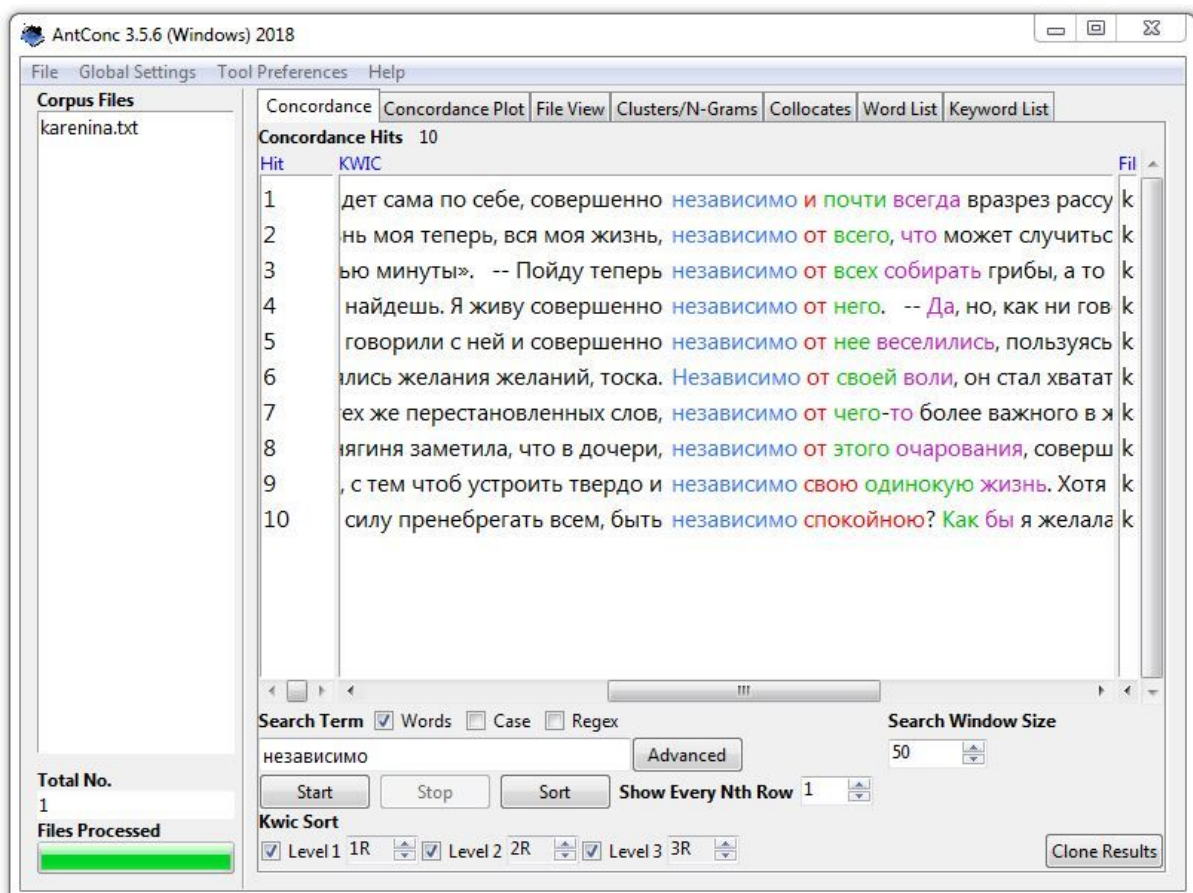 AntConc 3.5.6 (Windows) 2018
File Global Settings Tool Preferences Help
Corpus Files
karenina.txt
Concordance Concordance Plot File View Clusters/N-Grams Collocates Word List Keyword List
Concordance Hits 10
Hit KWIC Fil
1 дет сама по себе, совершенно независимо и почти всегда вразрез рассу k
2 нь моя теперь, вся моя жизнь, независимо от всего, что может случитьс k
3 ью минуты». -- Пойду теперь независимо от всех собирать грибы, а то k
4 найдешь. Я живу совершенно независимо от него. -- Да, но, как ни гов k
5 говорили с ней и совершенно независимо от нее веселились, пользуясь k
6 ялись желания желаний, тоска. Независимо от своей воли, он стал хватат k
7 тех же перестановленных слов, независимо от чего-то более важного в ж k
8 нягиня заметила, что в дочери, независимо от этого очарования, соверш k
9 , с тем чтоб устроить твердо и независимо свою одинокую жизнь. Хотя k
10 силу пренебрегать всем, быть независимо спокойною? Как бы я желала k
Search Term Words Case Regex Search Window Size
независимо Advanced 50
Total No.
1
Start Stop Sort Show Every Nth Row 1
Files Processed
Kwic Sort
Level 1 1R Level 2 2R Level 3 3R Clone Results